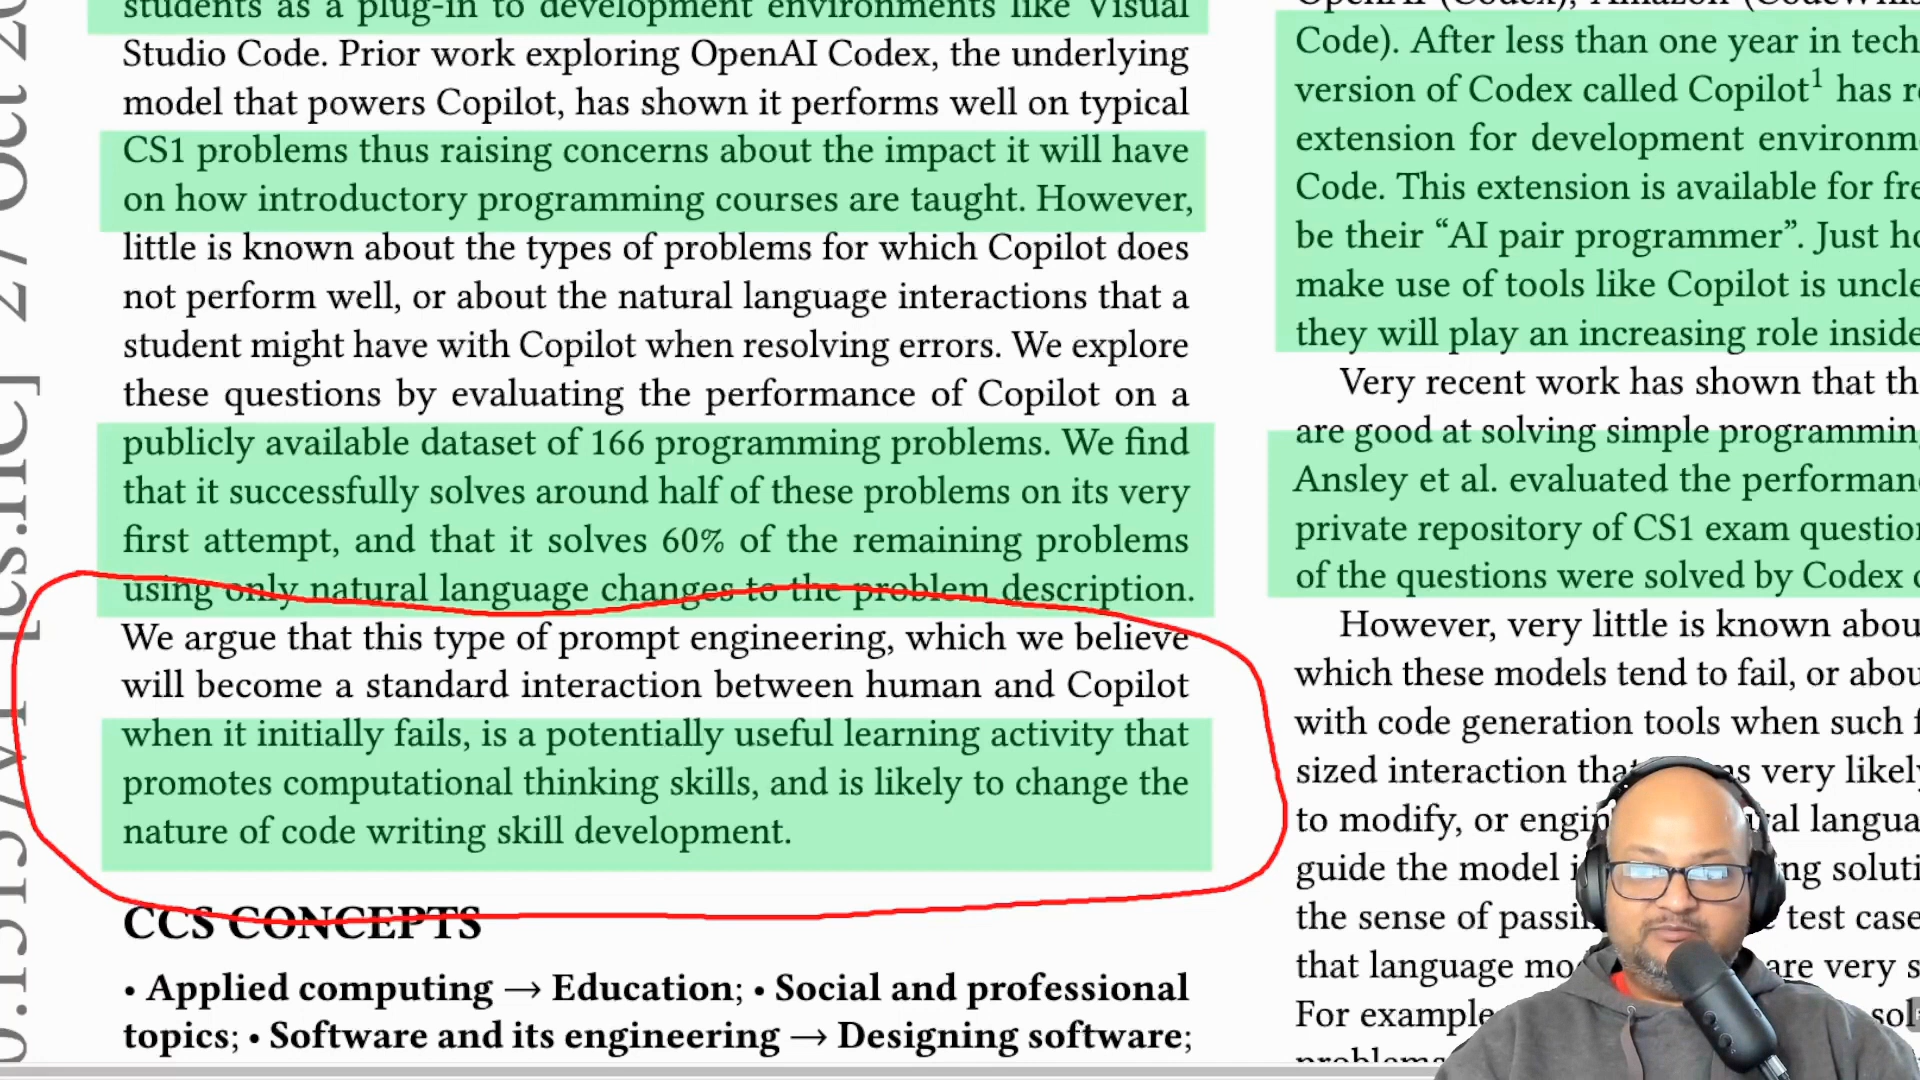 students as a plug-in to development environments like Visual
Studio Code. Prior work exploring OpenAI Codex, the underlying
model that powers Copilot, has shown it performs well on typical
CS1 problems thus raising concerns about the impact it will have
on how introductory programming courses are taught. However,
little is known about the types of problems for which Copilot does
not perform well, or about the natural language interactions that a
student might have with Copilot when resolving errors. We explore
these questions by evaluating the performance of Copilot on a
publicly available dataset of 166 programming problems. We find
that it successfully solves around half of these problems on its very
first attempt, and that it solves 60% of the remaining problems
using only natural language changes to the problem description.
We argue that this type of prompt engineering, which we believe
will become a standard interaction between human and Copilot
when it initially fails, is a potentially useful learning activity that
promotes computational thinking skills, and is likely to change the
nature of code writing skill development.
CCS CONCEPTS
• Applied computing → Education; • Social and professional
topics; • Software and its engineering → Designing software;
OpenAI (Codex), Amazon
Code). After less than one year in
version of Codex called Copilot¹ has
extension for development
Code. This extension is available for
be their “AI pair programmer”. Just
make use of tools like Copilot is
they will play an increasing role inside
Very recent work has shown that
are good at solving simple
Ansley et al. evaluated the
private repository of CS1 exam
of the questions were solved by Codex
However, very little is known
which these models tend to fail, or
with code generation tools when such
sized interaction very
to modify, or
guide the model
the sense of test
that language are very
For example
27 Oct